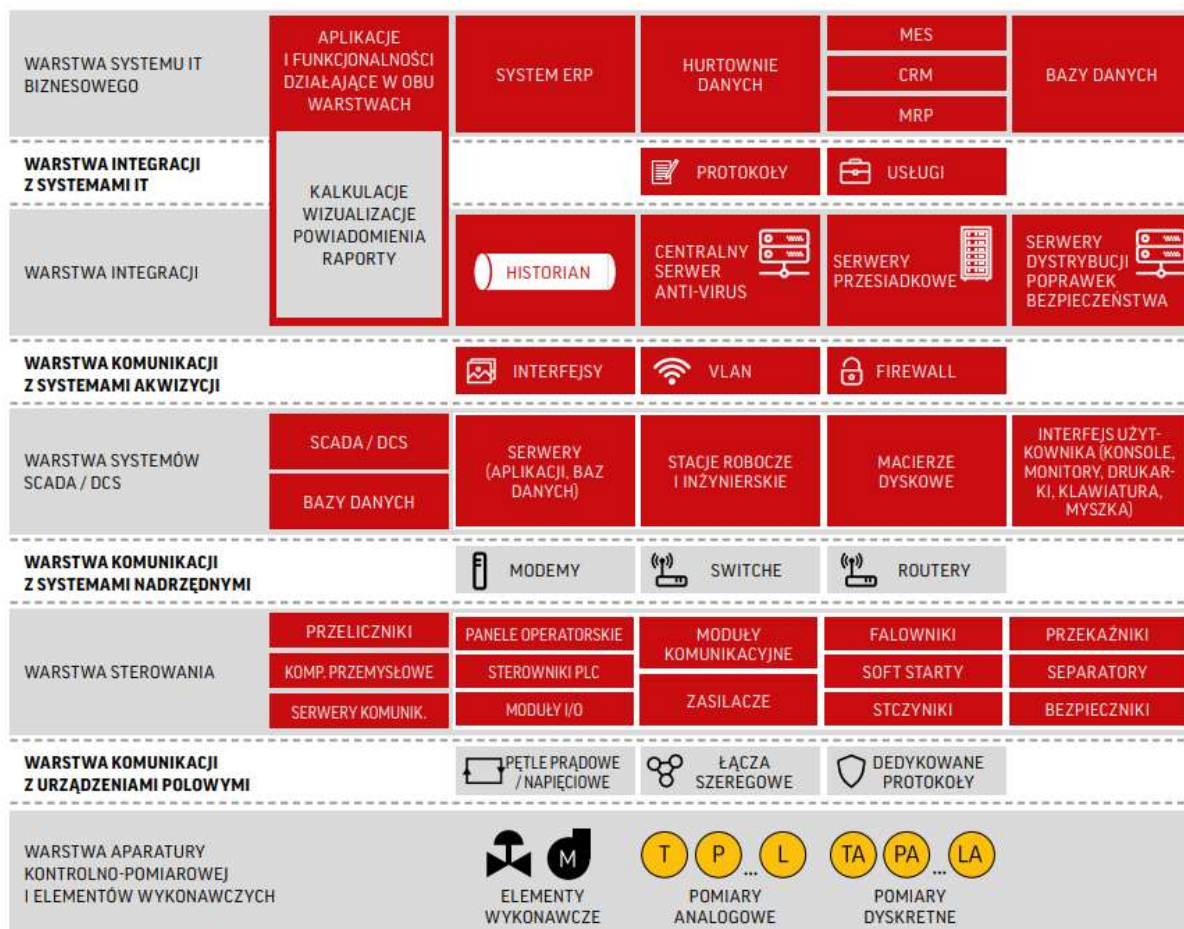 WARSTWA SYSTEMU IT
BIZNESOWEGO
APLIKACJE
I FUNKCJONALNOŚCI
DZIAŁAJĄCE W OBU
WARSTWACH
SYSTEM ERP
HURTOWNIE
DANYCH
MES
CRM
MRP
BAZY DANYCH
WARSTWA INTEGRACJI
Z SYSTEMAMI IT
KALKULACJE
WIZUALIZACJE
POWIADOMIENIA
RAPORTY
PROTOKOŁY
USŁUGI
WARSTWA INTEGRACJI
HISTORIAN
CENTRALNY
SERWER
ANTI-VIRUS
SERWERY
PRZESIADKOWE
SERWERY
DYSTRYBUCJI
POPRAWEK
BEZPIECZEŃSTWA
WARSTWA KOMUNIKACJI
Z SYSTEMAMI AKWIZYCJI
INTERFEJSY
VLAN
FIREWALL
WARSTWA SYSTEMÓW
SCADA / DCS
SCADA / DCS
BAZY DANYCH
SERWERY
(APLIKACJI, BAZ
DANYCH)
STACJE ROBOCZE
I INŻYNIERSKIE
MACIERZE
DYSKOWE
INTERFEJS UŻYT-
KOWNIKA (KONSOLE,
MONITORY, DRUKAR-
KI, KLAWIATURA,
MYSZKA)
WARSTWA KOMUNIKACJI
Z SYSTEMAMI NADRZĘDNYMI
MODEMY
SWITCHE
ROUTERY
WARSTWA STEROWANIA
PRZELICZNIKI
KOMP. PRZEMYSŁOWE
SERWERY KOMUNIK.
PANELE OPERATORSKIE
STEROWNIKI PLC
MODUŁY I/O
MODUŁY
KOMUNIKACYJNE
ZASILACZE
FALOWNIKI
SOFT STARTY
STCZYNIKI
PRZEKAŹNIKI
SEPARATORY
BEZPIECZNIKI
WARSTWA KOMUNIKACJI
Z URZĄDZENIAMI POLOWYMI
PĘTLE PRĄDOWE
/ NAPIĘCIOWE
ŁĄCZA
SZEREGOWE
DEDYKOWANE
PROTOKOŁY
WARSTWA APARATURY
KONTROLNO-POMIAROWEJ
I ELEMENTÓW WYKONAWCZYCH
M
ELEMENTY
WYKONAWCZE
T P ... L
POMIARY
ANALOGOWE
TA PA ... LA
POMIARY
DYSKRETNE